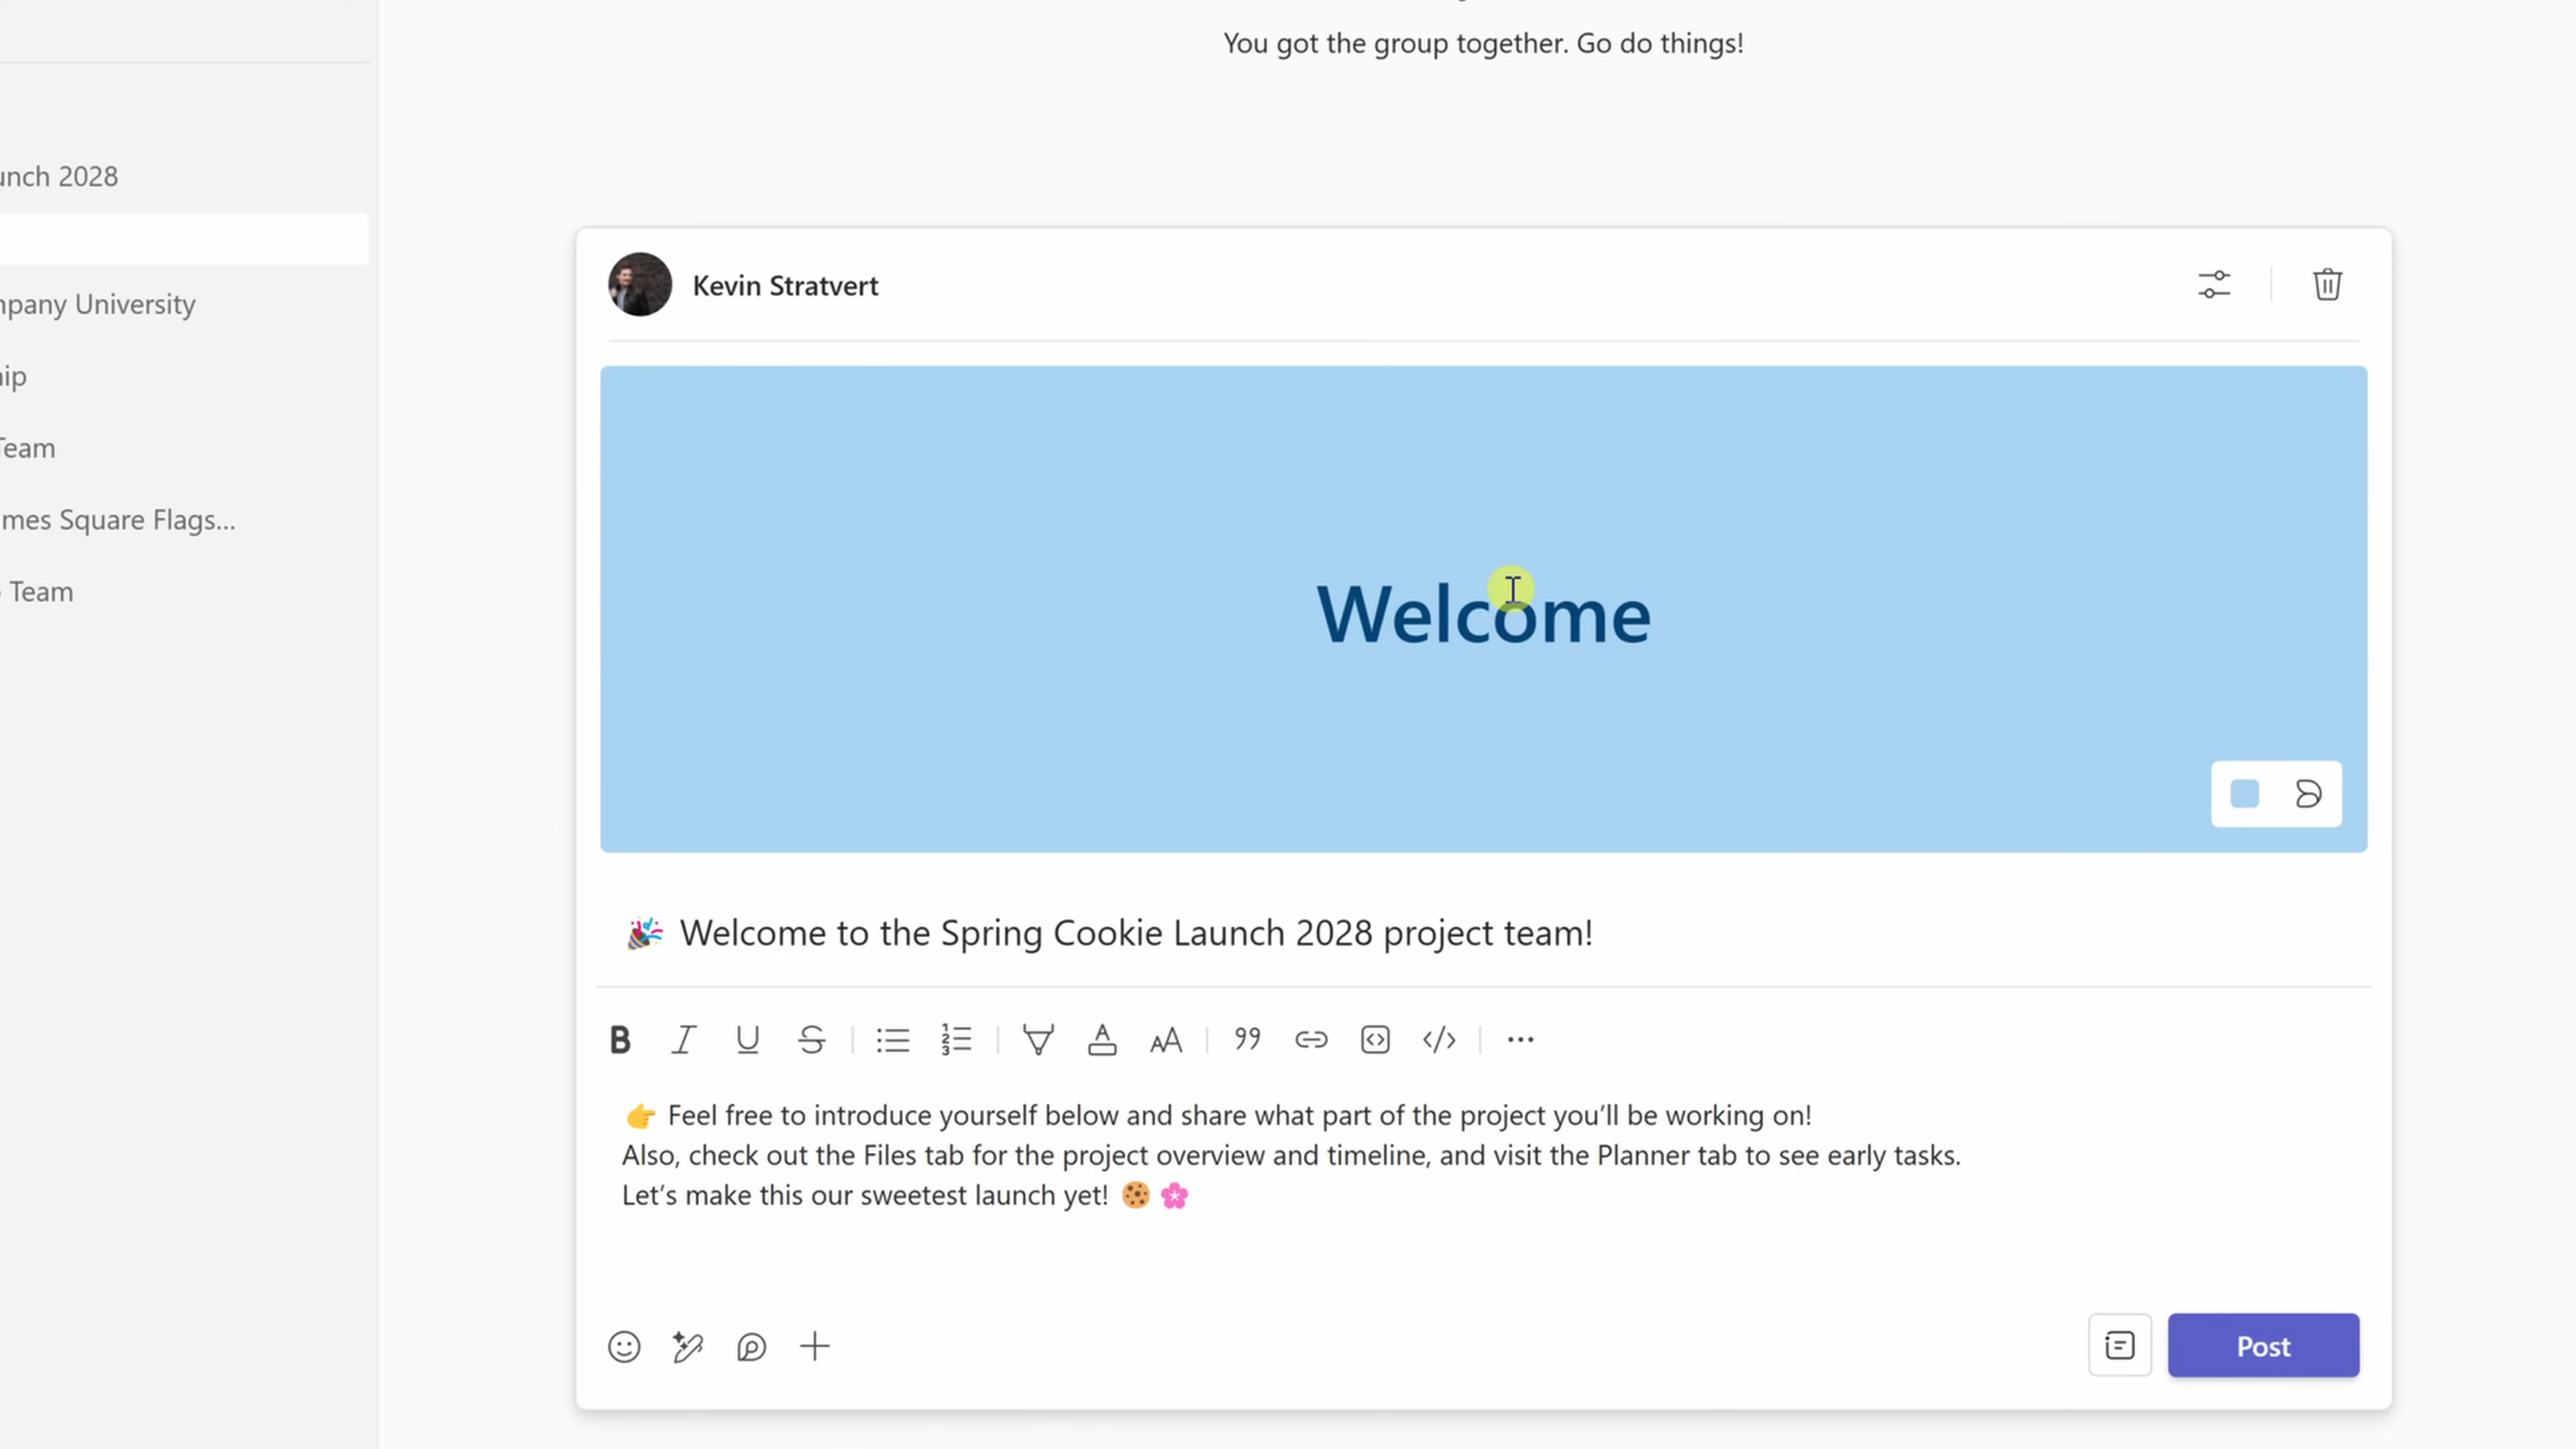 You got the group together. Go do things!
unch 2028
mpany University
hip
Team
mes Square Flags...
Team
Kevin Stratvert
Welcome
🎉 Welcome to the Spring Cookie Launch 2028 project team!
👉 Feel free to introduce yourself below and share what part of the project you'll be working on!
Also, check out the Files tab for the project overview and timeline, and visit the Planner tab to see early tasks.
Let's make this our sweetest launch yet! 🍪 🌸
Post